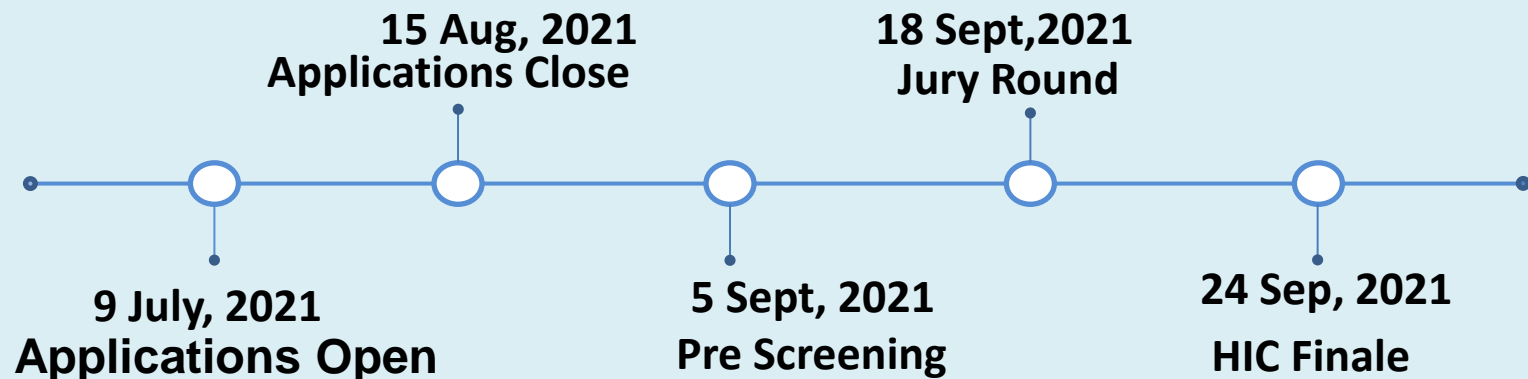 15 Aug, 2021
Applications Close
18 Sept,2021
Jury Round
9 July, 2021
Applications Open
5 Sept, 2021
Pre Screening
24 Sep, 2021
HIC Finale